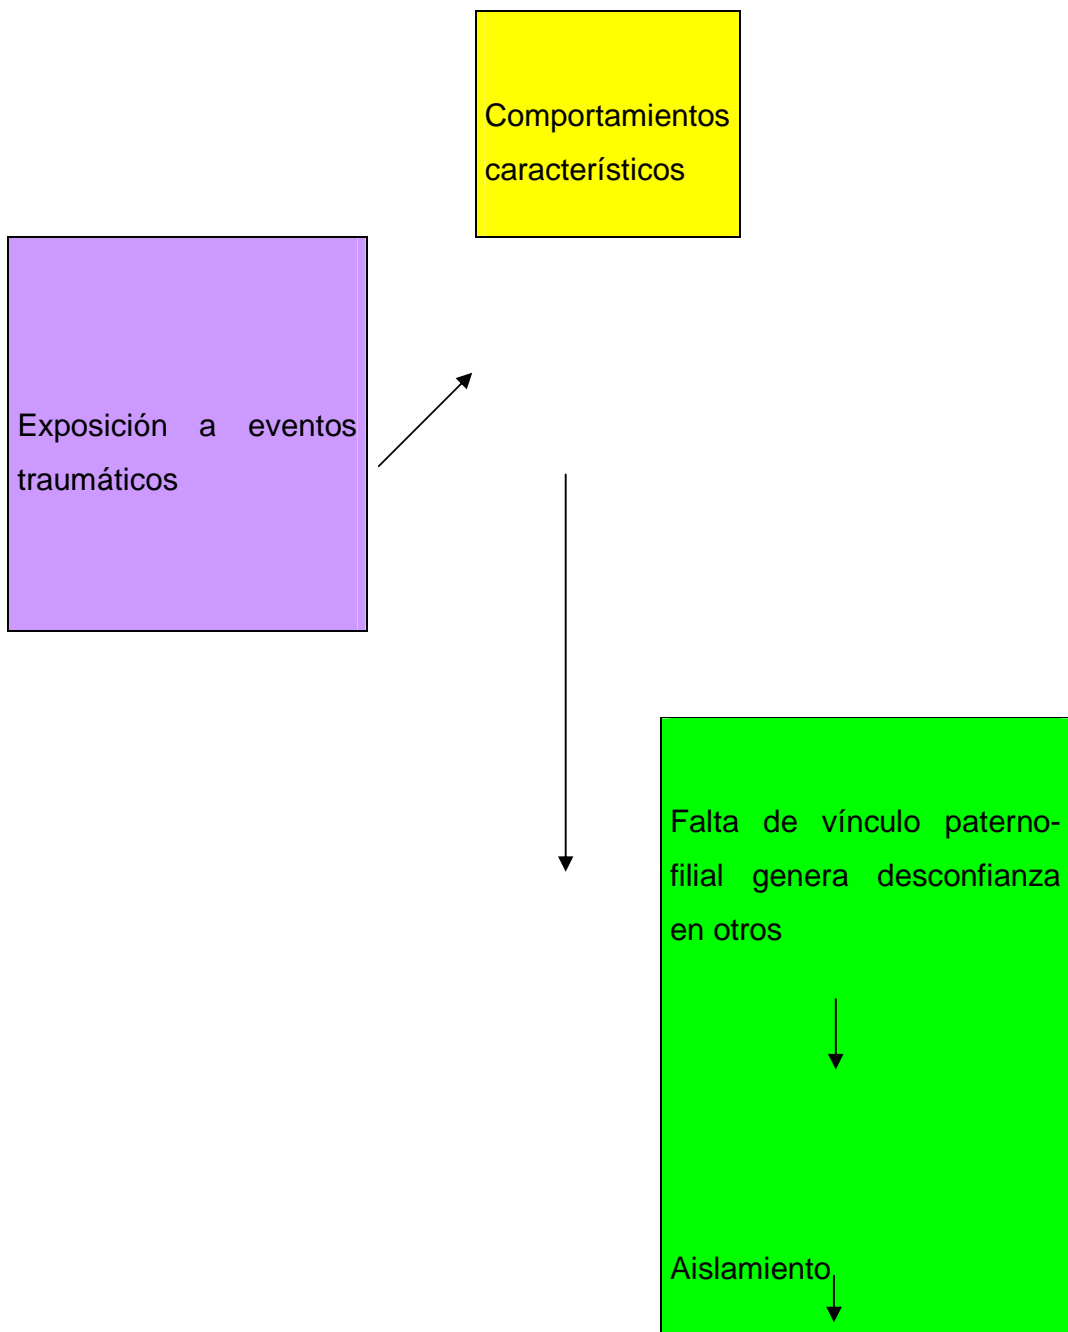 Comportamientos
característicos
Exposición a eventos
traumáticos
Falta de vínculo paterno-
filial genera desconfianza
en otros
Aislamiento